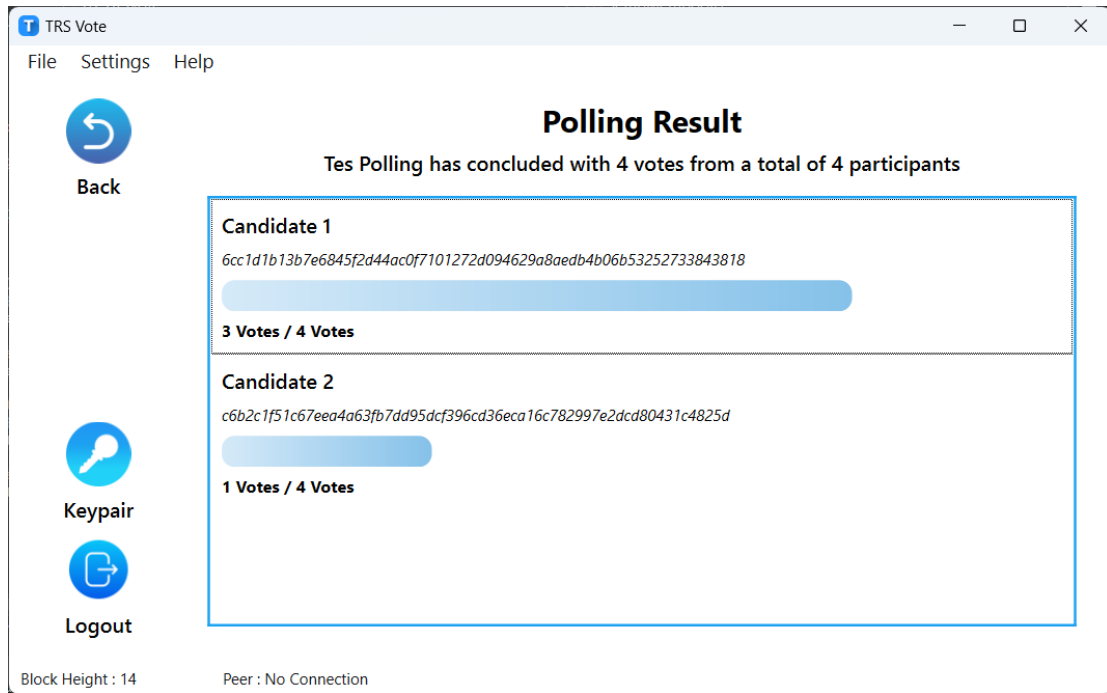 TRS Vote
File Settings Help
Back
Polling Result
Tes Polling has concluded with 4 votes from a total of 4 participants
Candidate 1
6cc1d1b13b7e6845f2d44ac0f7101272d094629a8aedb4b06b53252733843818
3 Votes / 4 Votes
Candidate 2
c6b2c1f51c67eea4a63fb7dd95dcf396cd36eca16c782997e2dcd80431c4825d
1 Votes / 4 Votes
Keypair
Logout
Block Height : 14
Peer : No Connection